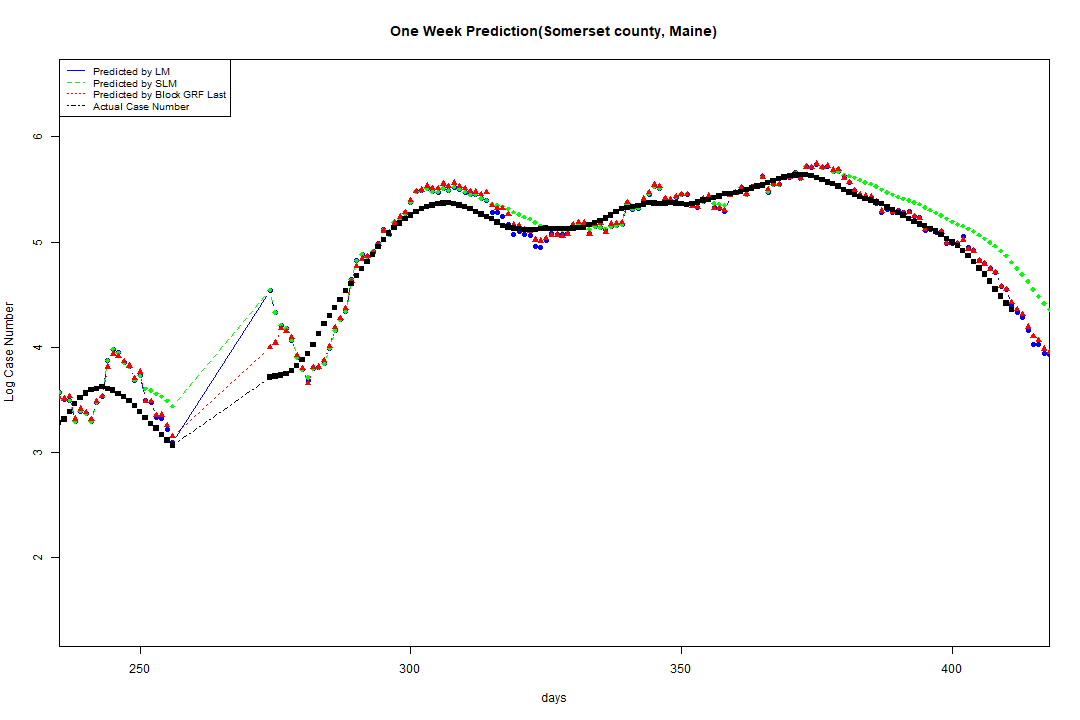 One Week Prediction(Somerset county, Maine)
Predicted by LM
Predicted by SLM
Predicted by Block GRF Last
Actual Case Number
6
5
4
3
2
Log Case Number
250 300 350 400
days